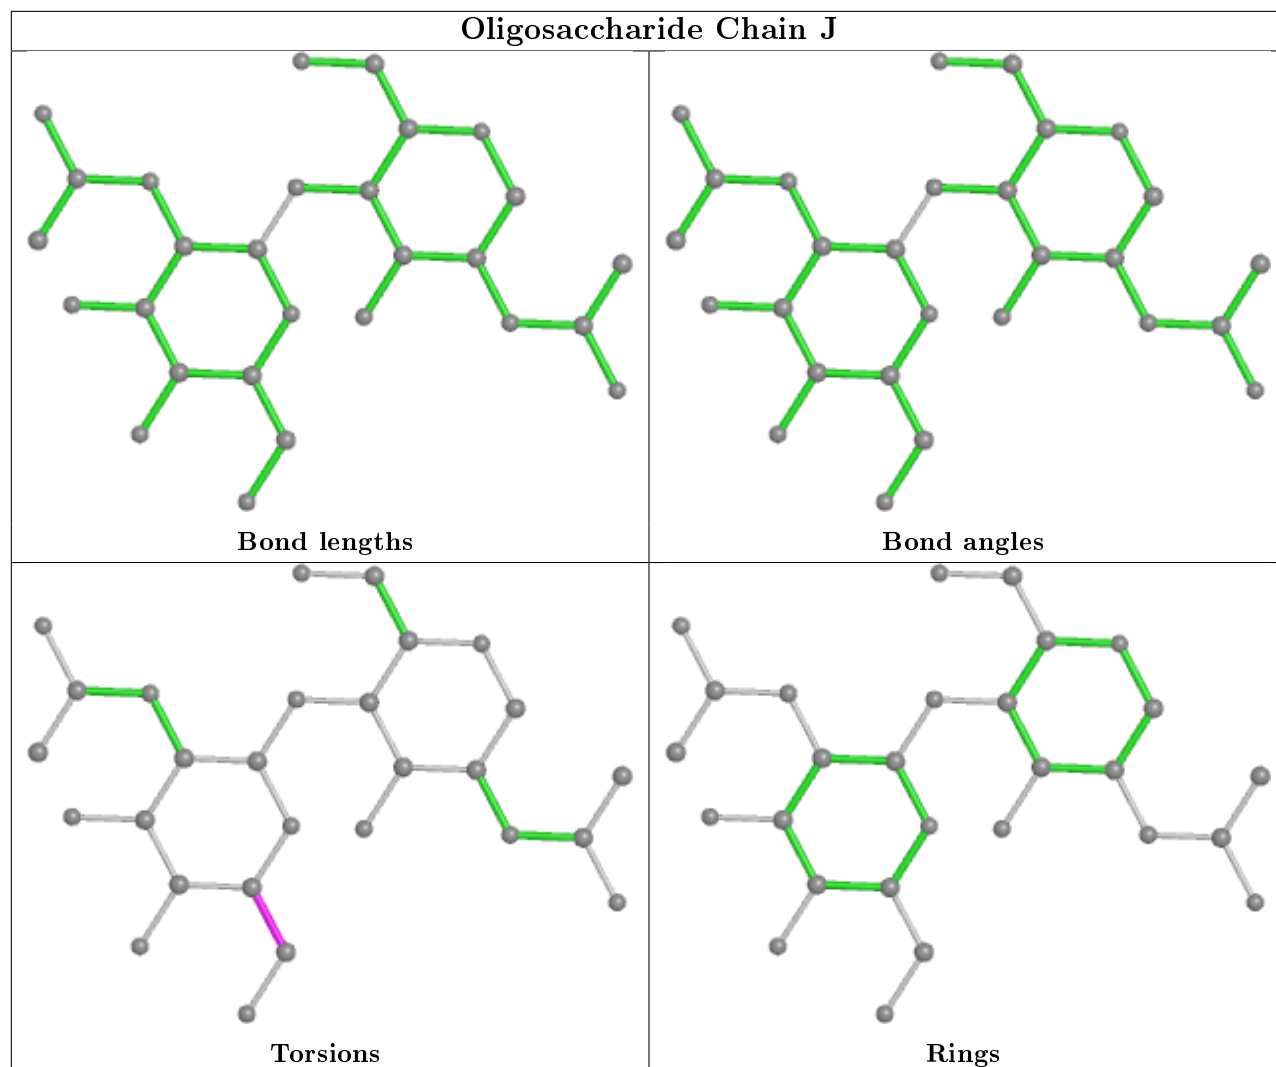 Oligosaccharide Chain J
Bond lengths
Bond angles
Torsions
Rings